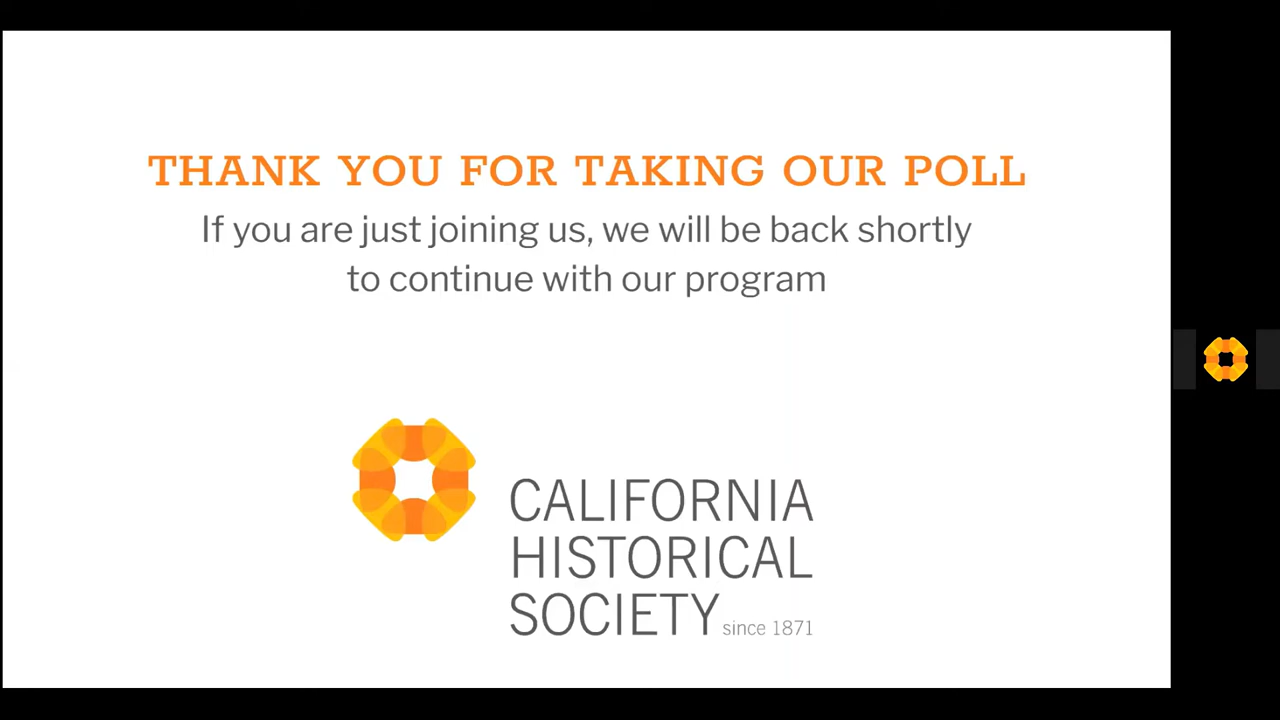 THANK YOU FOR TAKING OUR POLL
If you are just joining us, we will be back shortly
to continue with our program
CALIFORNIA
HISTORICAL
SOCIETY since 1871